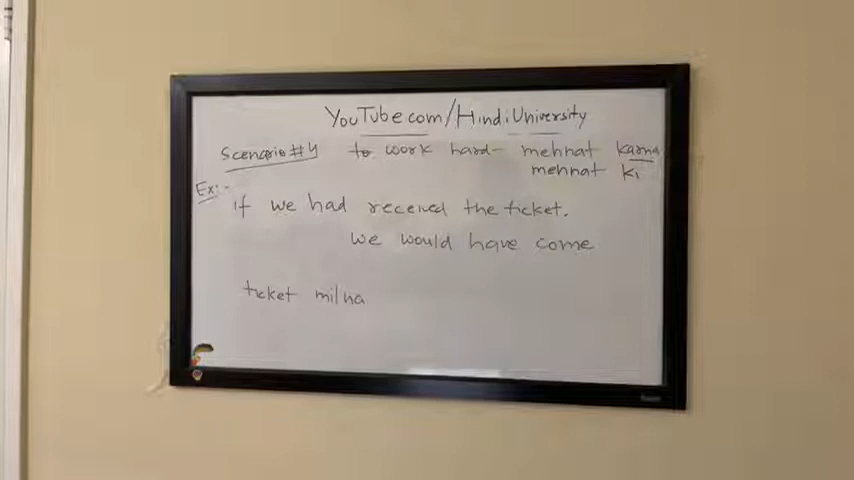 YouTube.com/HindiUniversity
Scenario#4 to work hard- mehnat karna
mehnat ki
Ex:-
if we had received the ticket.
we would have come
ticket milna